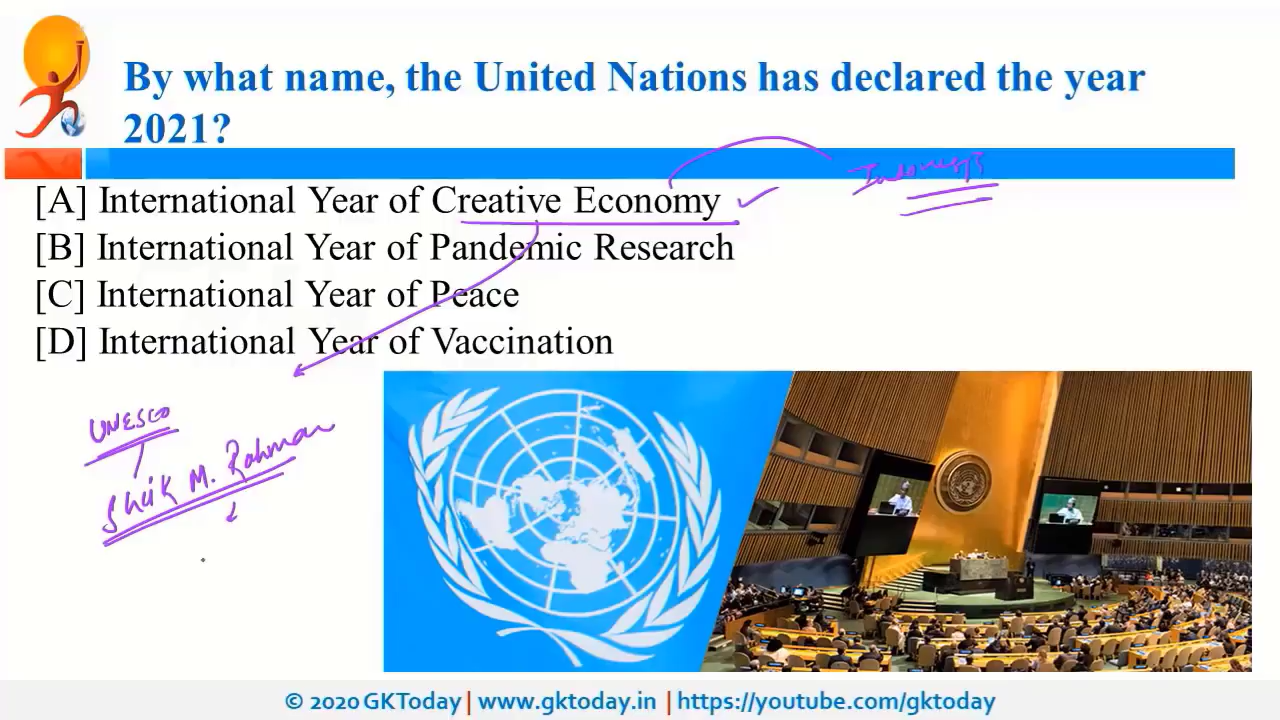 By what name, the United Nations has declared the year
2021?
Indonesia
[A] International Year of Creative Economy
[B] International Year of Pandemic Research
[C] International Year of Peace
[D] International Year of Vaccination
UNESCO
Sheik M. Rahman
© 2020 GKToday | www.gktoday.in | https://youtube.com/gktoday